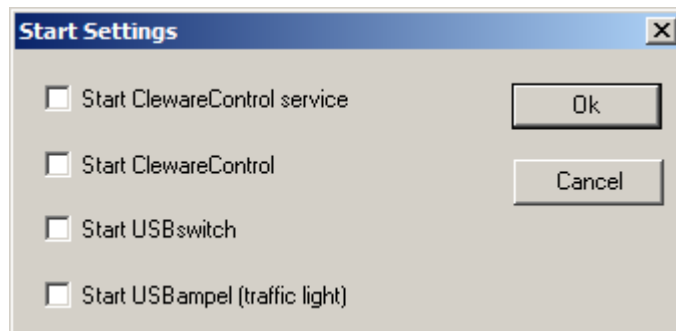 Start Settings
Start ClewareControl service
Ok
Start ClewareControl
Cancel
Start USBswitch
Start USBampel (traffic light)